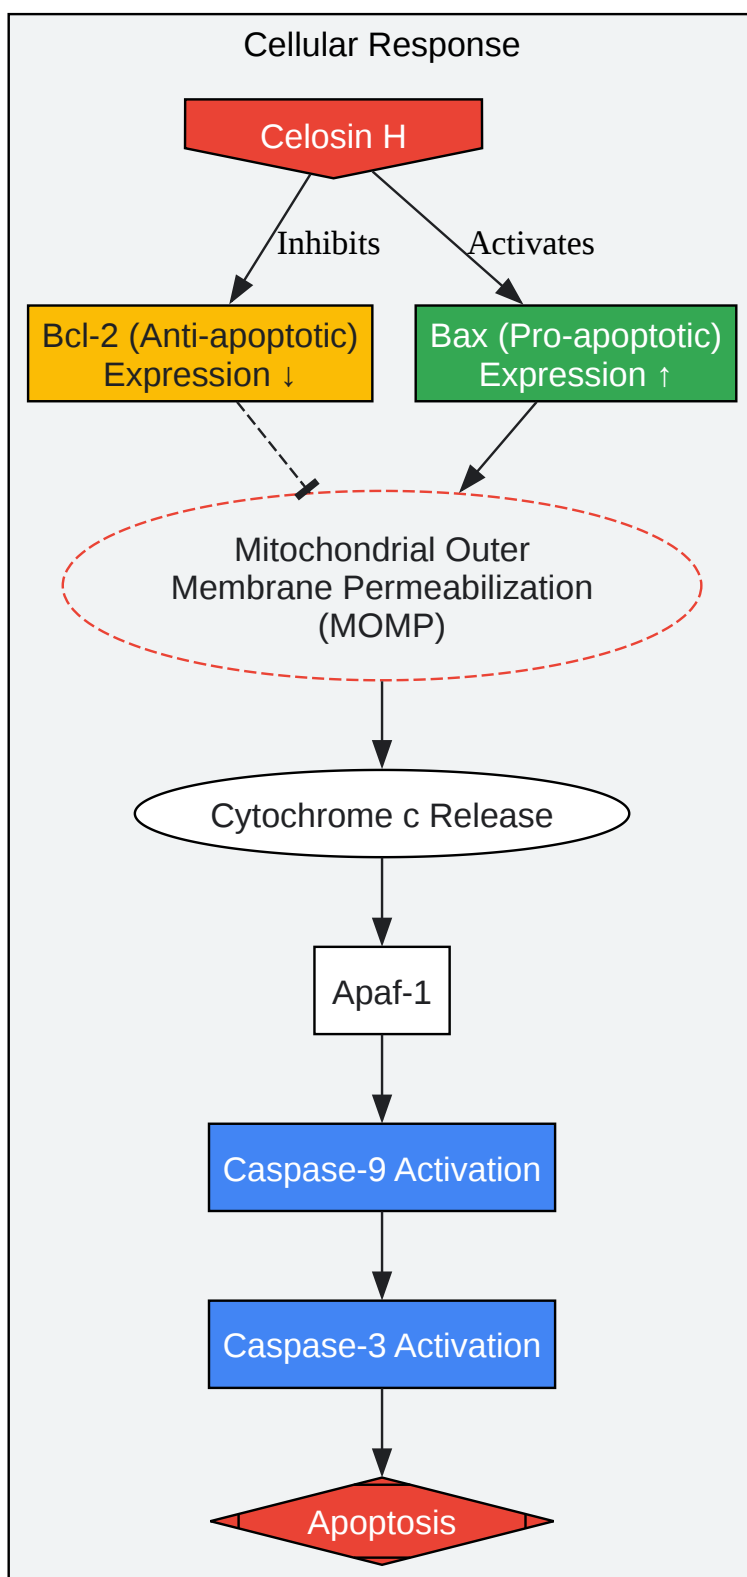 Cellular Response
Celosin H
Inhibits
Activates
Bcl-2 (Anti-apoptotic)
Expression ↓
Bax (Pro-apoptotic)
Expression ↑
Mitochondrial Outer
Membrane Permeabilization
(MOMP)
Cytochrome c Release
Apaf-1
Caspase-9 Activation
Caspase-3 Activation
Apoptosis